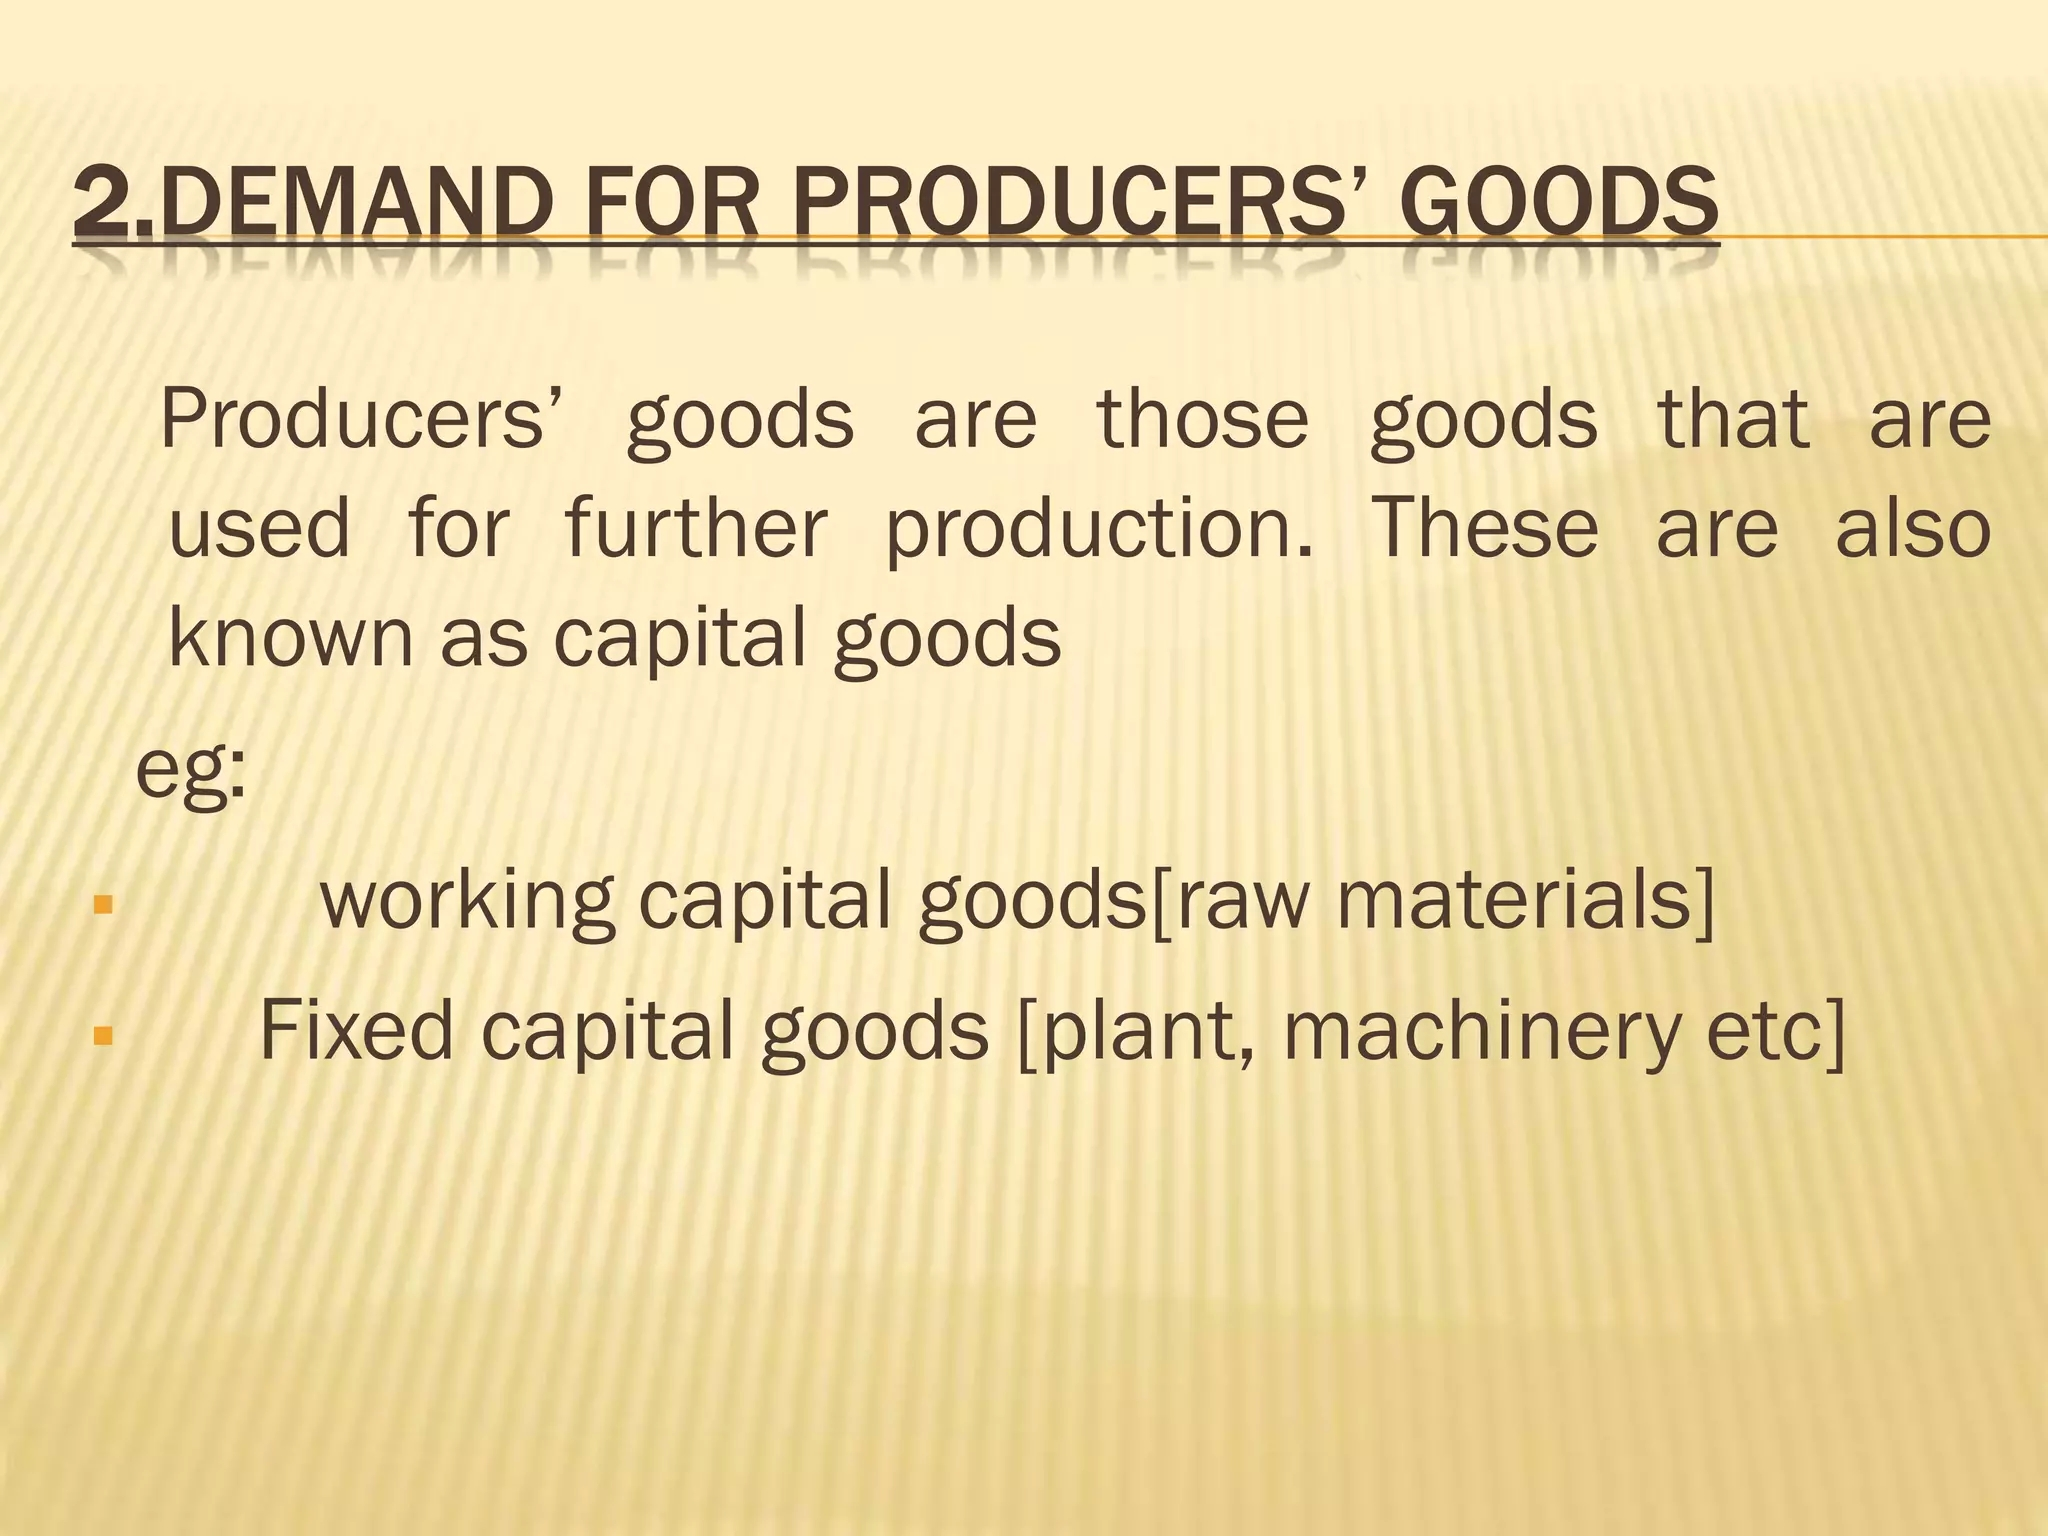 2.DEMAND FOR PRODUCERS’ GOODS
Producers’ goods are those goods that are
used for further production. These are also
known as capital goods
eg:
▪ working capital goods[raw materials]
▪ Fixed capital goods [plant, machinery etc]